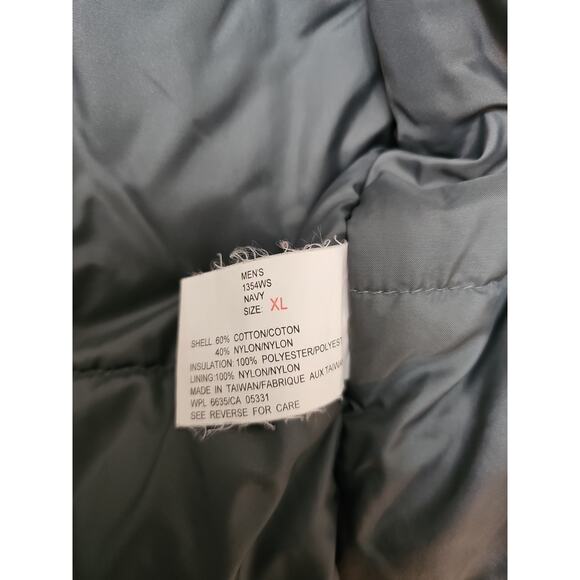 MEN'S
1354WS
NAVY
SIZE: XL
SHELL 60% COTTON/COTON
40% NYLON/NYLON
INSULATION: 100% POLYESTER/POLYEST
LINING:100% NYLON/NYLON
MADE IN TAIWAN/FABRIQUE AUX TAIWAN
WPL 6635/CA 05331
SEE REVERSE FOR CARE